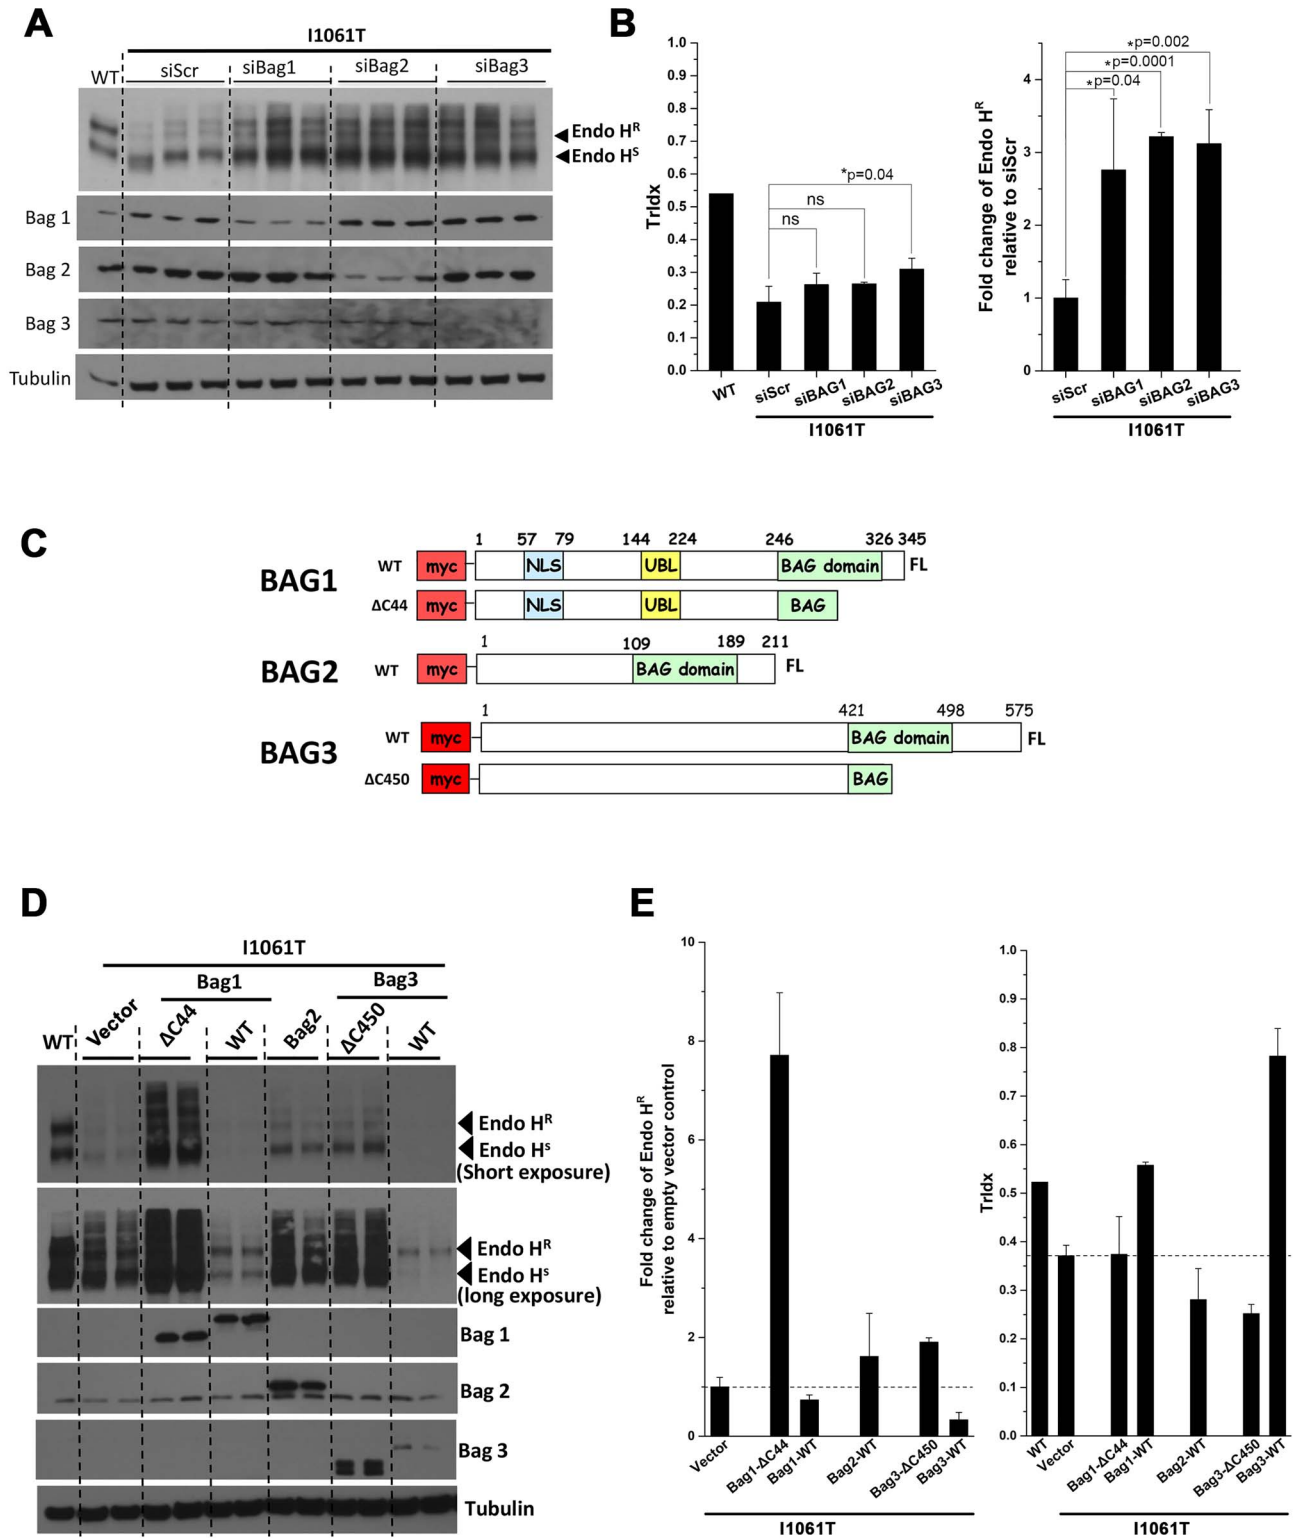 A
I1061T
WT
siScr
siBag1
siBag2
siBag3
Endo Hᴿ
Endo Hˢ
Bag 1
Bag 2
Bag 3
Tubulin
B
1.0
0.9
0.8
0.7
0.6
0.5
0.4
0.3
0.2
0.1
0.0
TrIdx
*p=0.04
ns
ns
WT
siScr
siBAG1
siBAG2
siBAG3
I1061T
4
3
2
1
0
Fold change of Endo Hᴿ
relative to siScr
*p=0.002
*p=0.0001
*p=0.04
siScr
siBAG1
siBAG2
siBAG3
I1061T
C
BAG1
1 57 79 144 224 246 326 345
WT myc NLS UBL BAG domain FL
ΔC44 myc NLS UBL BAG
BAG2
1 109 189 211
WT myc BAG domain FL
BAG3
1 421 498 575
WT myc BAG domain FL
ΔC450 myc BAG
D
I1061T
Bag1
Bag3
WT
Vector
ΔC44
WT
Bag2
ΔC450
WT
Endo Hᴿ
Endo Hˢ
(Short exposure)
Endo Hᴿ
Endo Hˢ
(long exposure)
Bag 1
Bag 2
Bag 3
Tubulin
E
10
8
6
4
2
0
Fold change of Endo Hᴿ
relative to empty vector control
Vector
Bag1-ΔC44
Bag1-WT
Bag2-WT
Bag3-ΔC450
Bag3-WT
I1061T
1.0
0.9
0.8
0.7
0.6
0.5
0.4
0.3
0.2
0.1
0.0
TrIdx
WT
Vector
Bag1-ΔC44
Bag1-WT
Bag2-WT
Bag3-ΔC450
Bag3-WT
I1061T